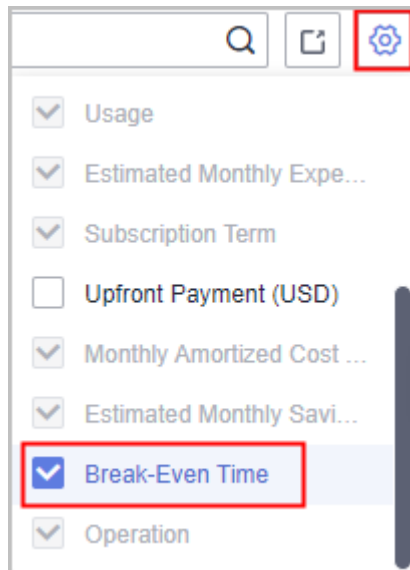 Usage
Estimated Monthly Expe...
Subscription Term
Upfront Payment (USD)
Monthly Amortized Cost ...
Estimated Monthly Savi...
Break-Even Time
Operation